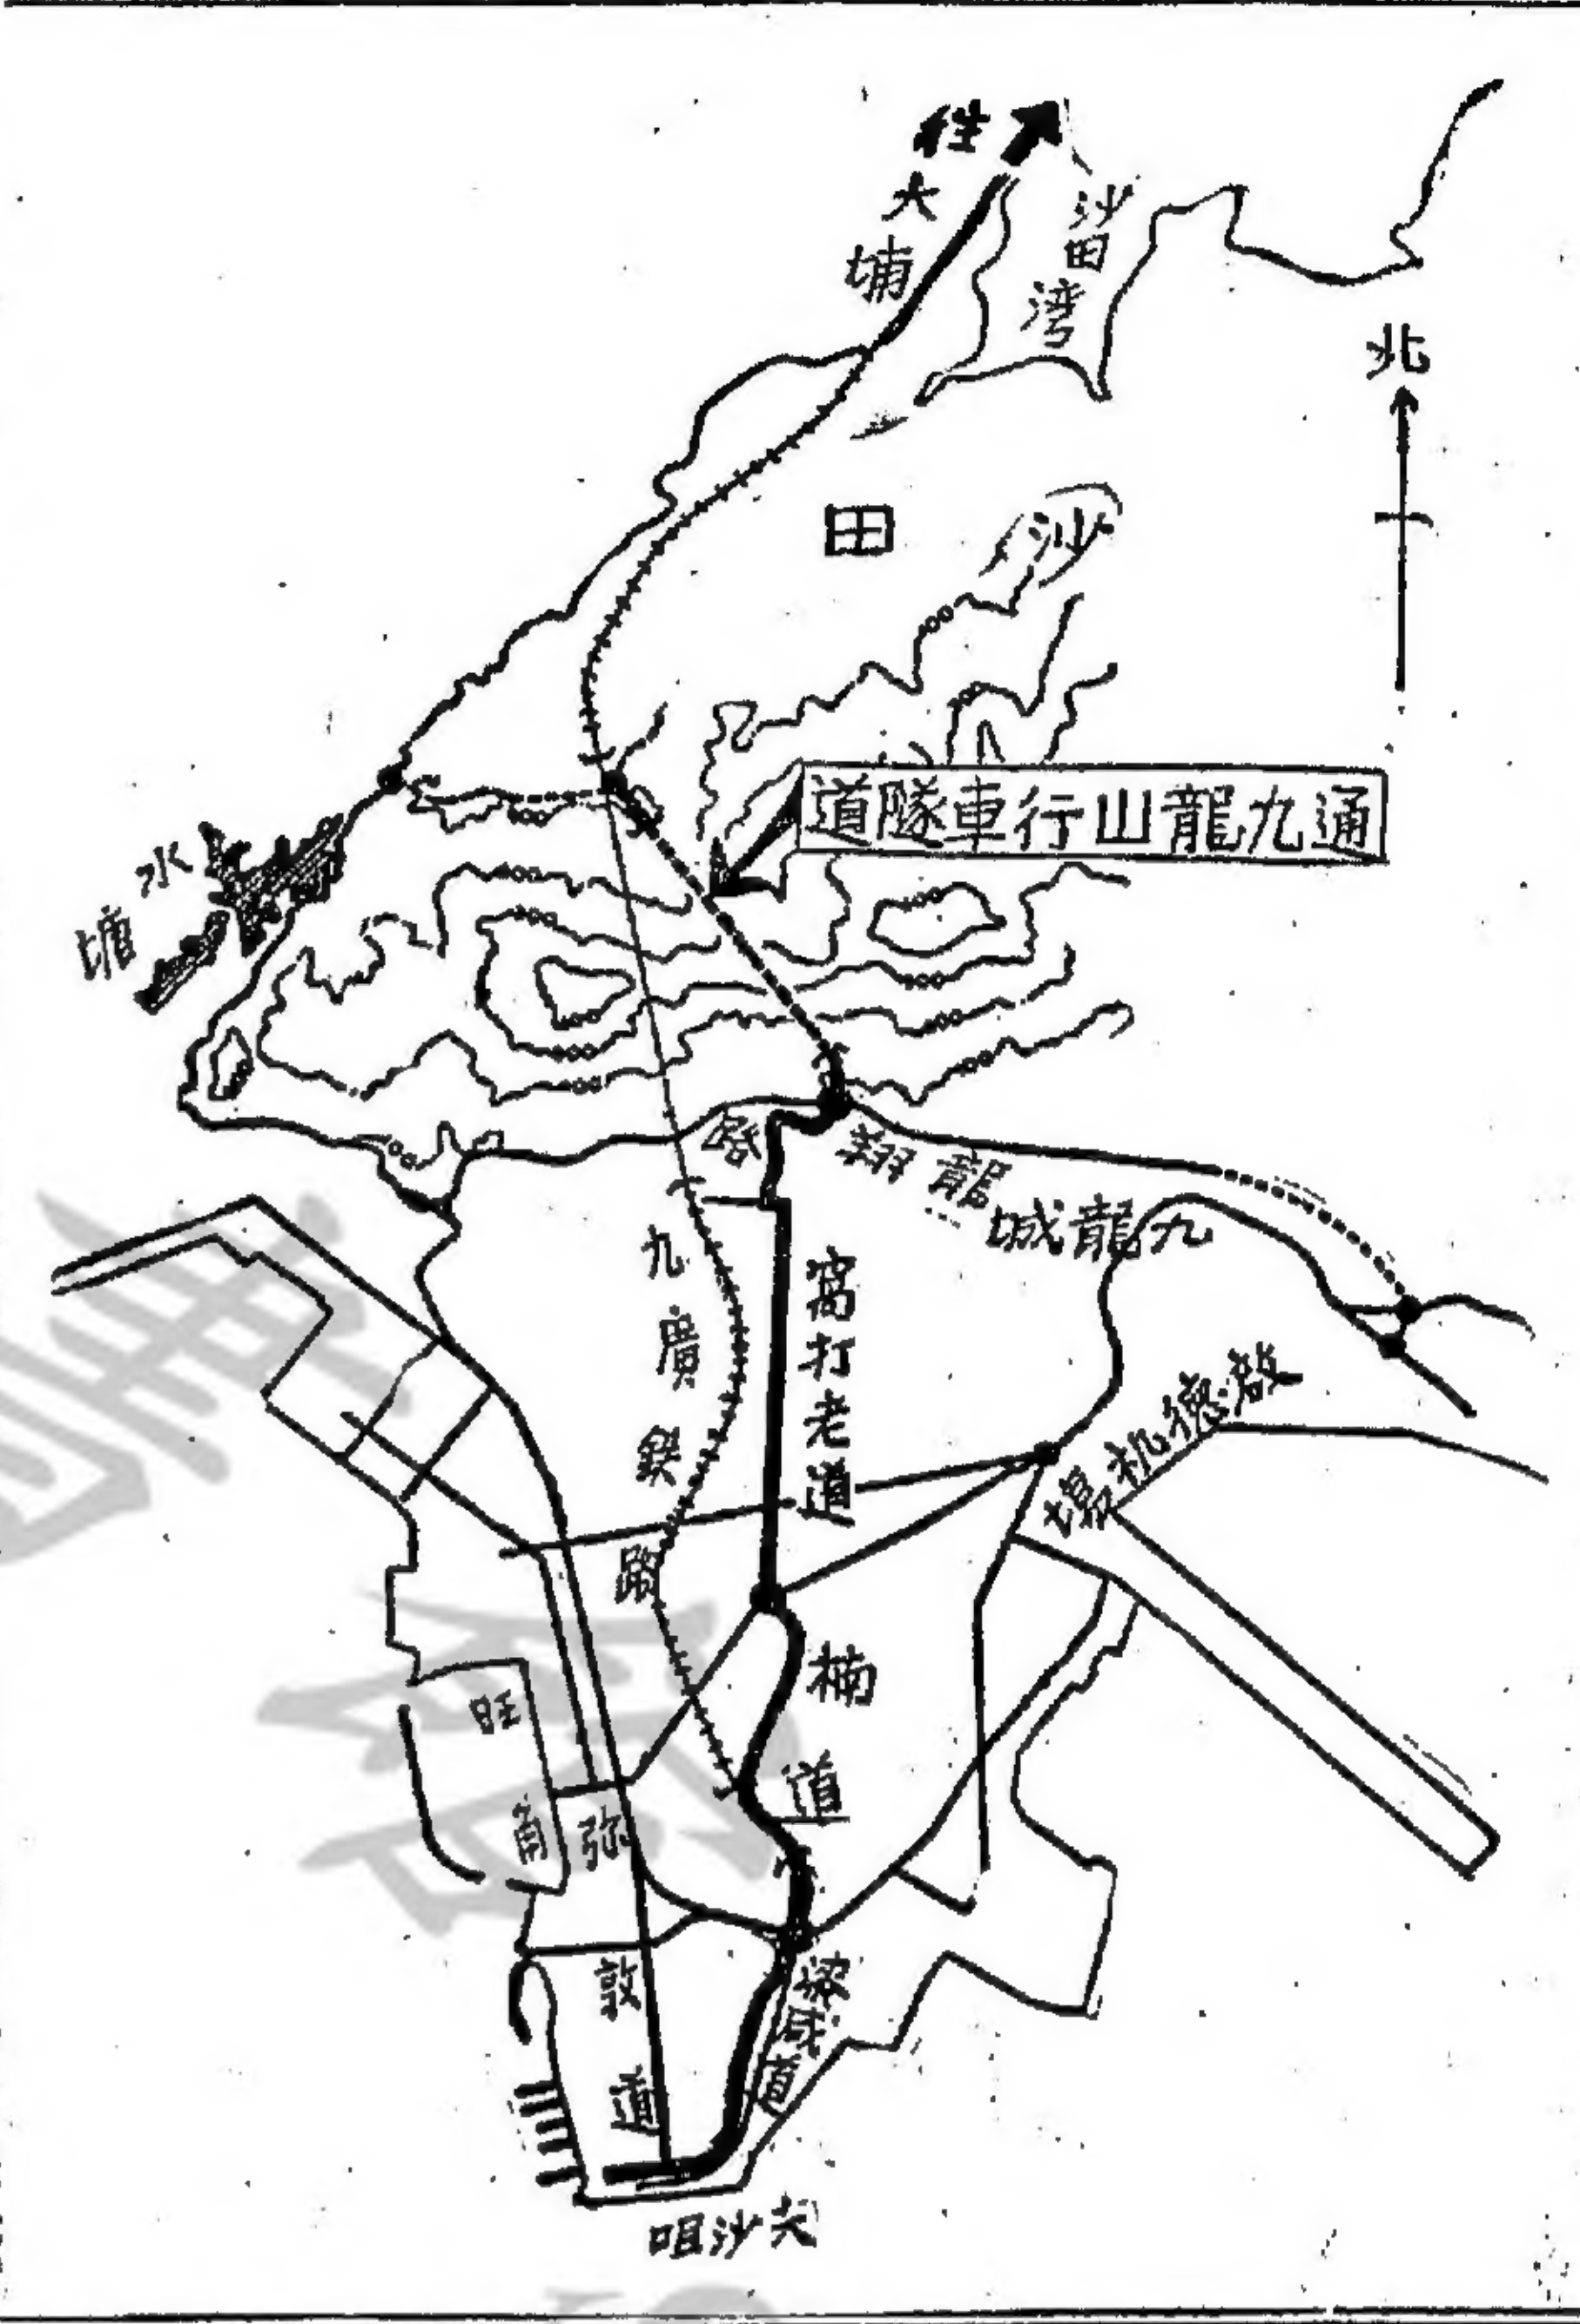 往大埔
沙田湾
北
沙田
通九龍山行車隧道
水塘
龍翔路
九龍城
九廣鉄路
窩打老道
啟德机場
楠道
旺角
弥敦道
漆咸道
尖沙咀